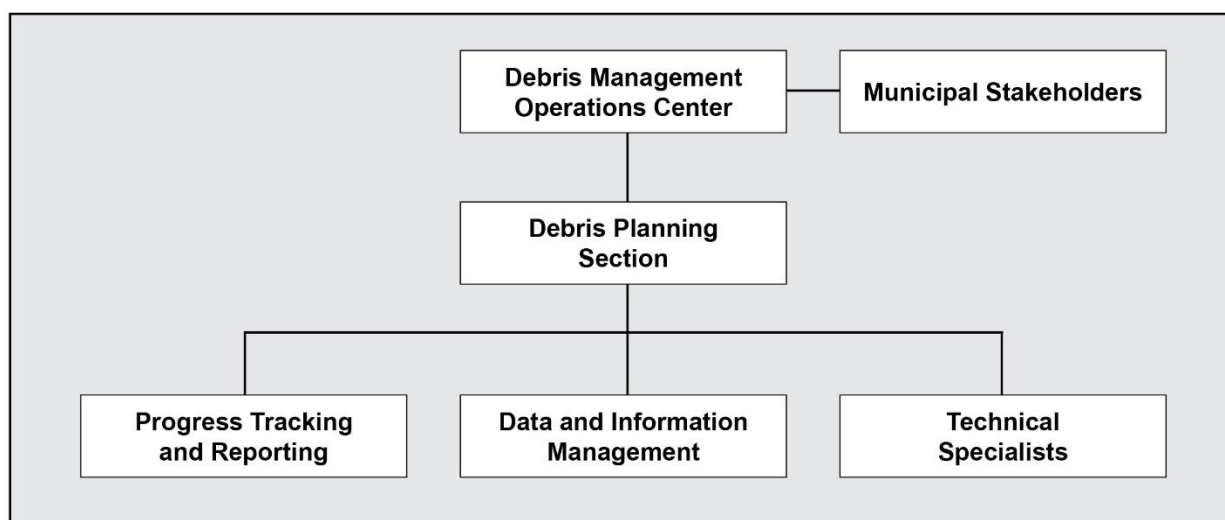 Debris Management
Operations Center
Municipal Stakeholders
Debris Planning
Section
Progress Tracking
and Reporting
Data and Information
Management
Technical
Specialists